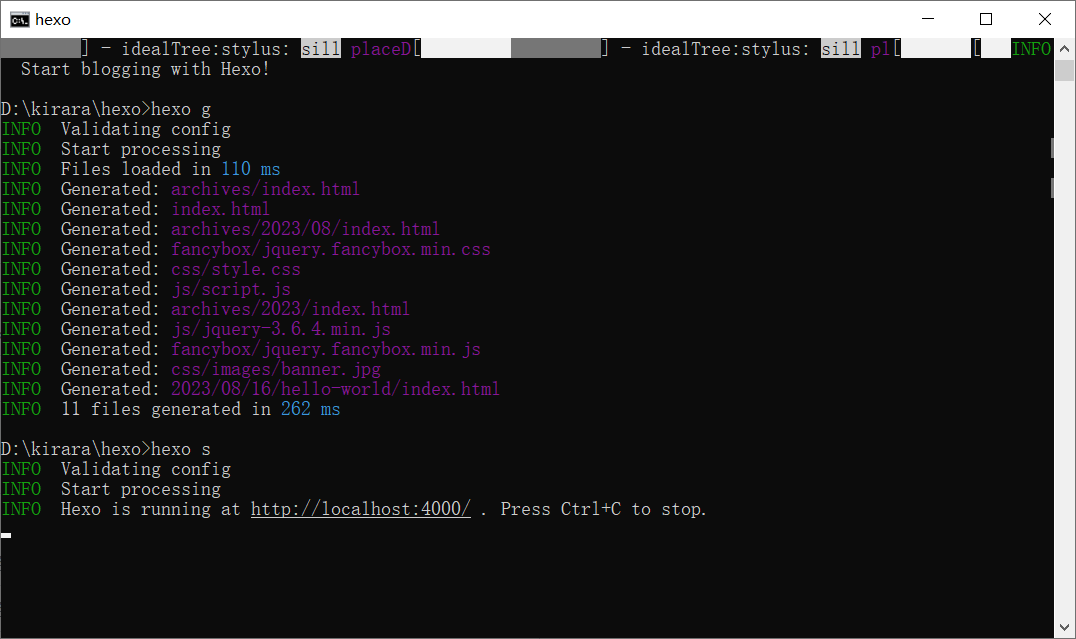 hexo
] - idealTree:stylus: sill placeD[ ] - idealTree:stylus: sill pl[ [ INFO
Start blogging with Hexo!
D:\kirara\hexo>hexo g
INFO  Validating config
INFO  Start processing
INFO  Files loaded in 110 ms
INFO  Generated: archives/index.html
INFO  Generated: index.html
INFO  Generated: archives/2023/08/index.html
INFO  Generated: fancybox/jquery.fancybox.min.css
INFO  Generated: css/style.css
INFO  Generated: js/script.js
INFO  Generated: archives/2023/index.html
INFO  Generated: js/jquery-3.6.4.min.js
INFO  Generated: fancybox/jquery.fancybox.min.js
INFO  Generated: css/images/banner.jpg
INFO  Generated: 2023/08/16/hello-world/index.html
INFO  11 files generated in 262 ms
D:\kirara\hexo>hexo s
INFO  Validating config
INFO  Start processing
INFO  Hexo is running at http://localhost:4000/ . Press Ctrl+C to stop.